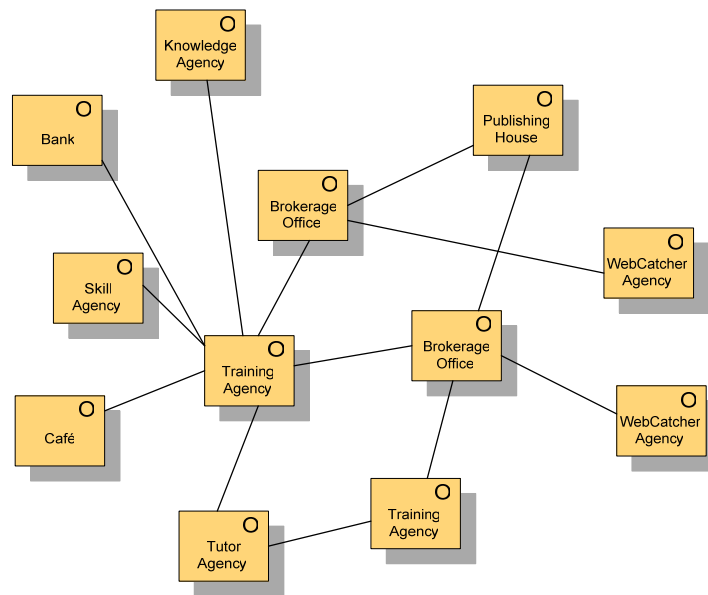 O
Knowledge
Agency
O
Bank
O
Publishing
House
O
Brokerage
Office
O
WebCatcher
Agency
O
Skill
Agency
O
Training
Agency
O
Brokerage
Office
O
Café
O
WebCatcher
Agency
O
Tutor
Agency
O
Training
Agency